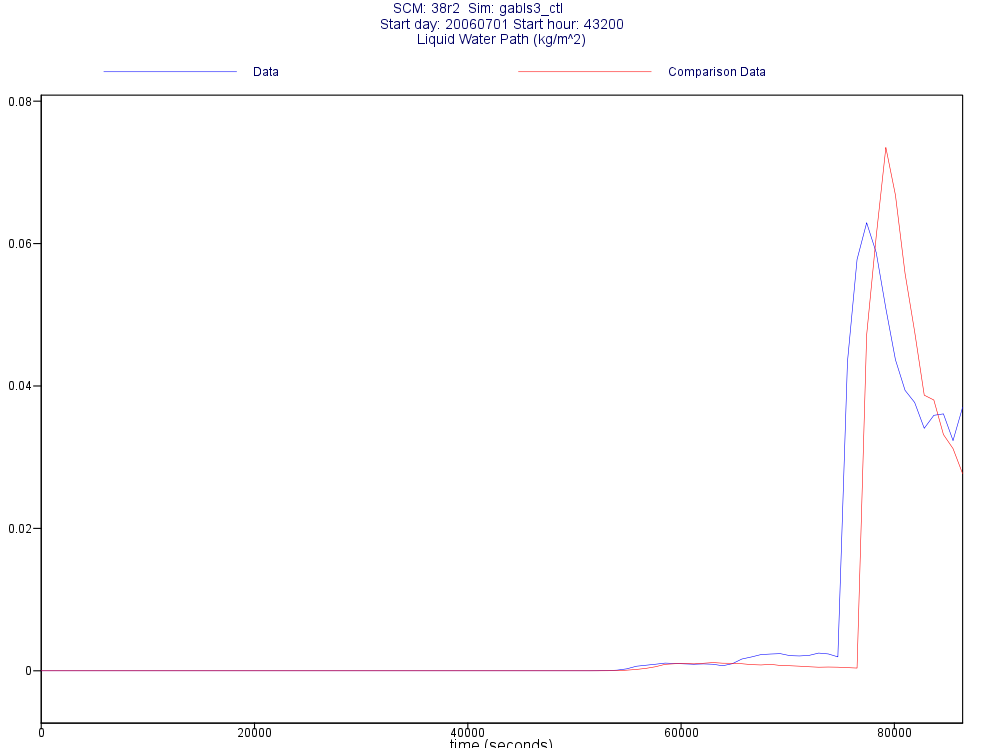 SCM: 38r2  Sim: gabls3_ctl
Start day: 20060701 Start hour: 43200
Liquid Water Path (kg/m^2)
Data
Comparison Data
0.08
0.06
0.04
0.02
0
0
20000
40000
60000
80000
time (seconds)